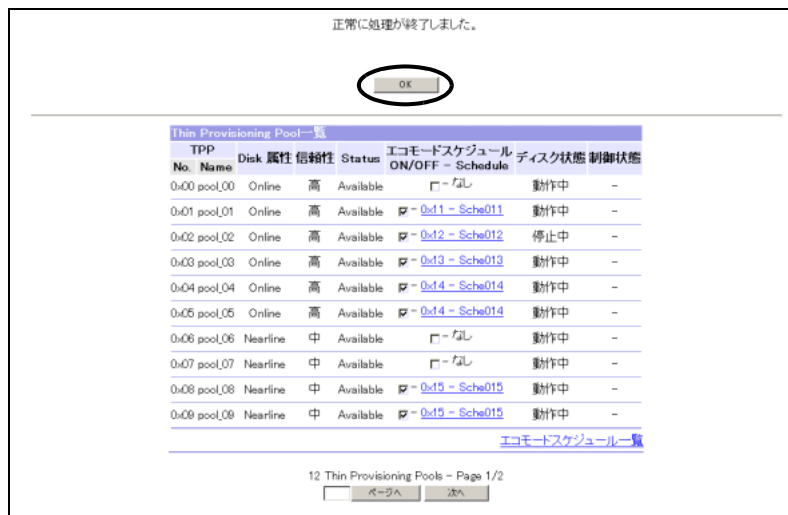 正常に処理が終了しました。
OK
Thin Provisioning Pool一覧
TPP Disk 属性 信頼性 Status エコモードスケジュール ON/OFF - Schedule ディスク状態 制御状態
No. Name
0x00 pool_00 Online 高 Available - なし 動作中 -
0x01 pool_01 Online 高 Available - 0x11 - Sche011 動作中 -
0x02 pool_02 Online 高 Available - 0x12 - Sche012 停止中 -
0x03 pool_03 Online 高 Available - 0x13 - Sche013 動作中 -
0x04 pool_04 Online 高 Available - 0x14 - Sche014 動作中 -
0x05 pool_05 Online 高 Available - 0x14 - Sche014 動作中 -
0x06 pool_06 Nearline 中 Available - なし 動作中 -
0x07 pool_07 Nearline 中 Available - なし 動作中 -
0x08 pool_08 Nearline 中 Available - 0x15 - Sche015 動作中 -
0x09 pool_09 Nearline 中 Available - 0x15 - Sche015 動作中 -
エコモードスケジュール一覧
12 Thin Provisioning Pools - Page 1/2
ページへ 次へ